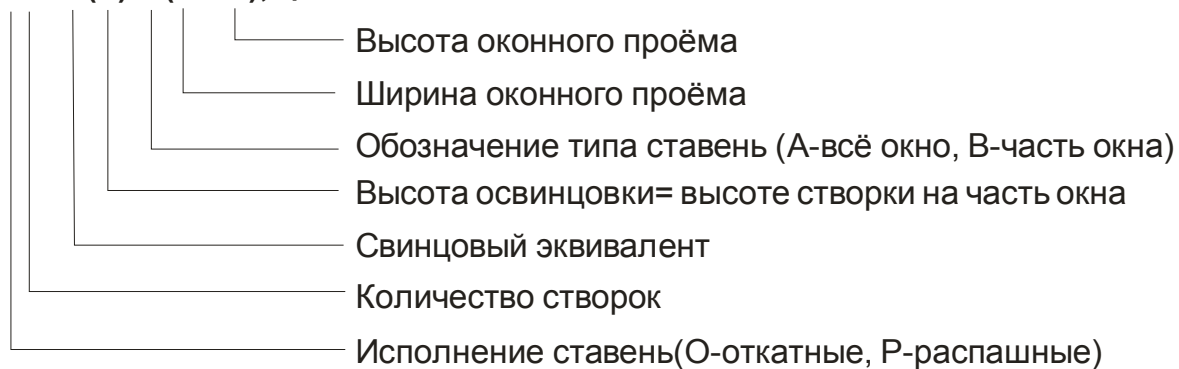 Высота оконного проёма
Ширина оконного проёма
Обозначение типа ставень (А-всё окно, В-часть окна)
Высота освинцовки= высоте створки на часть окна
Свинцовый эквивалент
Количество створок
Исполнение ставень(О-откатные, Р-распашные)